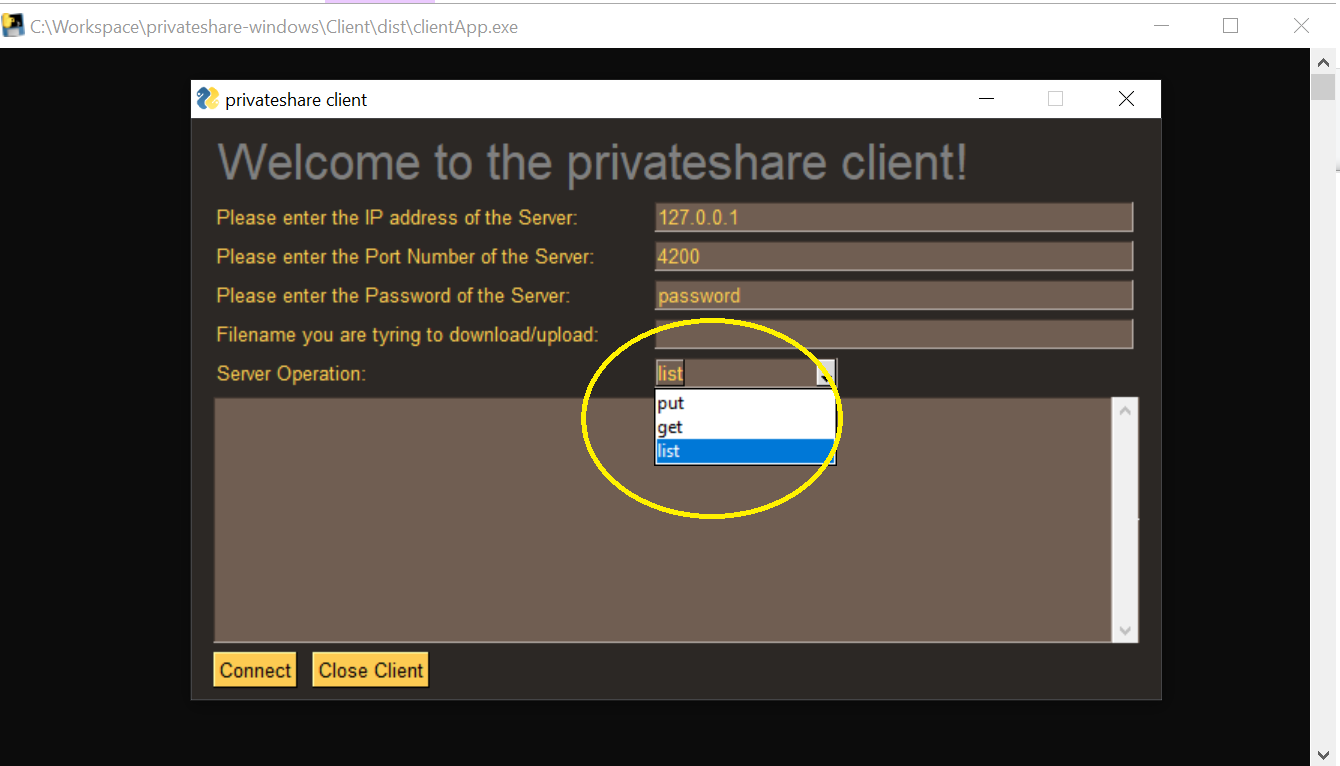 C:\Workspace\privateshare-windows\Client\dist\clientApp.exe
privateshare client
Welcome to the privateshare client!
Please enter the IP address of the Server: 127.0.0.1
Please enter the Port Number of the Server: 4200
Please enter the Password of the Server: password
Filename you are tyring to download/upload:
Server Operation: list
put
get
list
Connect Close Client